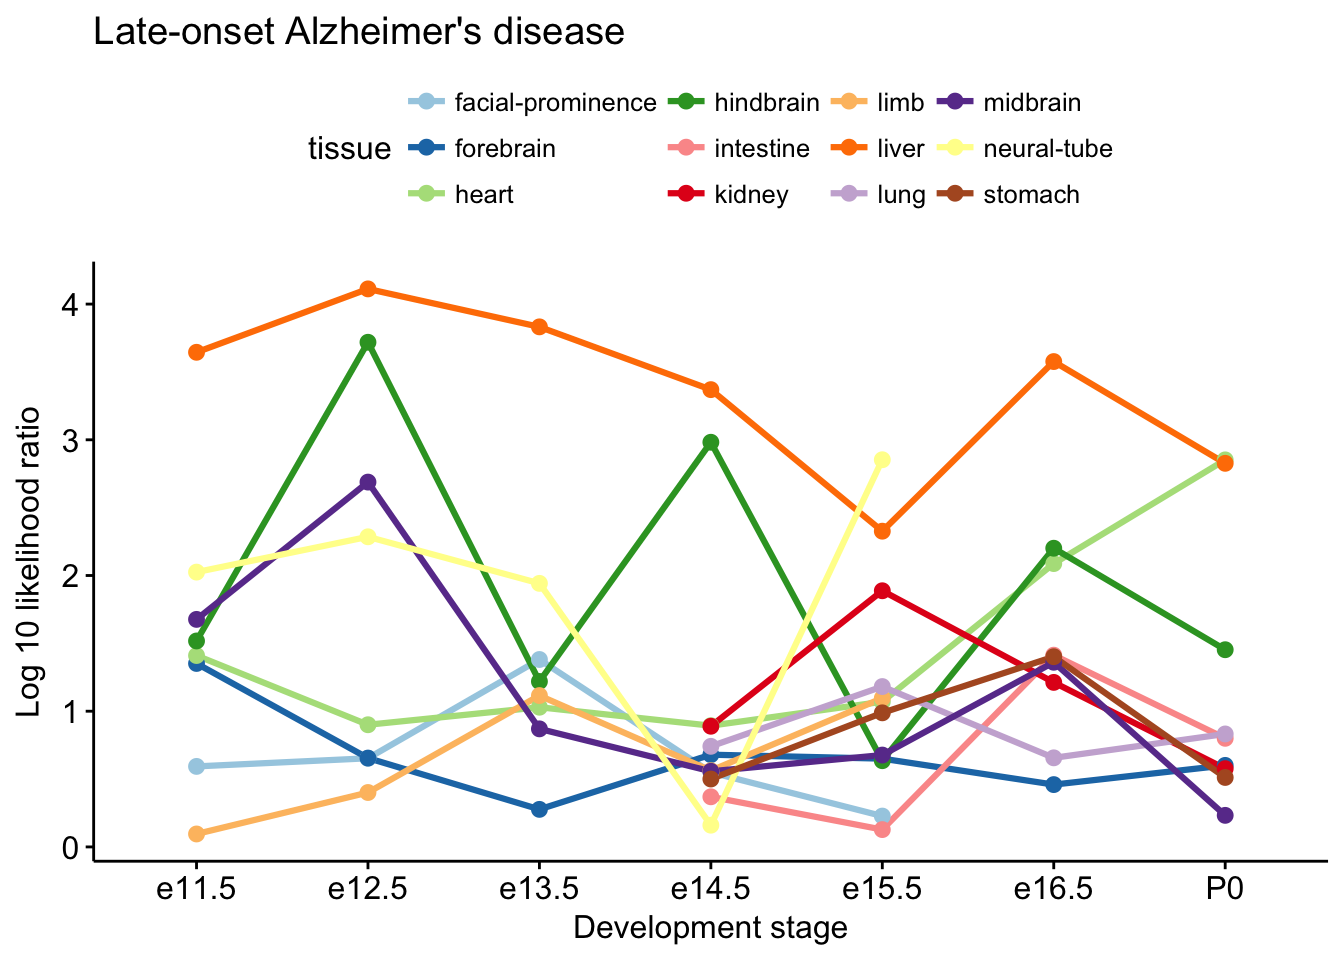 Late-onset Alzheimer's disease
tissue
facial-prominence
forebrain
heart
hindbrain
intestine
kidney
limb
liver
lung
midbrain
neural-tube
stomach
Log 10 likelihood ratio
4
3
2
1
0
e11.5 e12.5 e13.5 e14.5 e15.5 e16.5 P0
Development stage